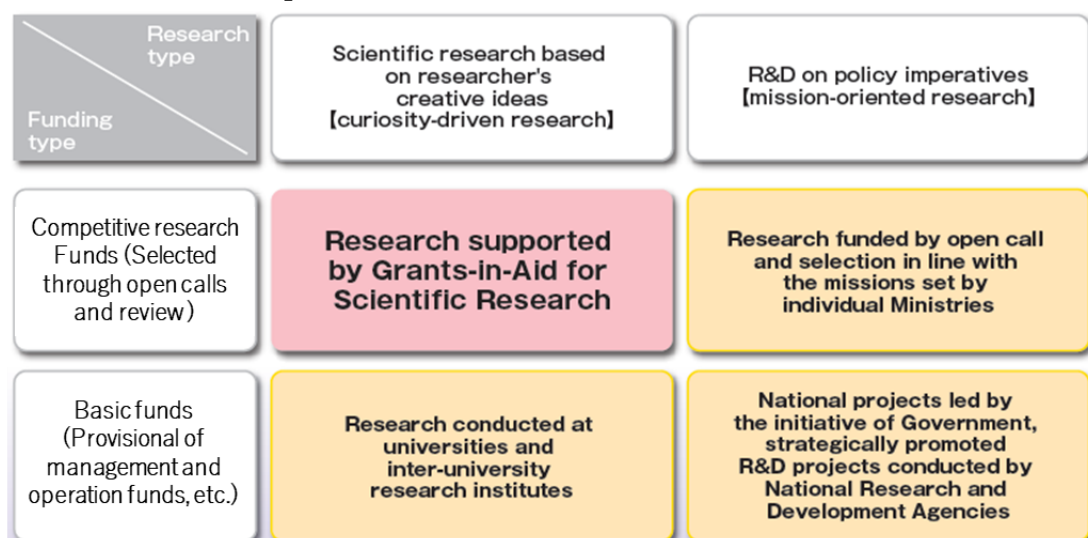 Research
type
Funding
type
Scientific research based
on researcher's
creative ideas
【curiosity-driven research】
R&D on policy imperatives
【mission-oriented research】
Competitive research
Funds (Selected
through open calls
and review)
Research supported
by Grants-in-Aid for
Scientific Research
Research funded by open call
and selection in line with
the missions set by
individual Ministries
Basic funds
(Provisional of
management and
operation funds, etc.)
Research conducted at
universities and
inter-university
research institutes
National projects led by
the initiative of Government,
strategically promoted
R&D projects conducted by
National Research and
Development Agencies